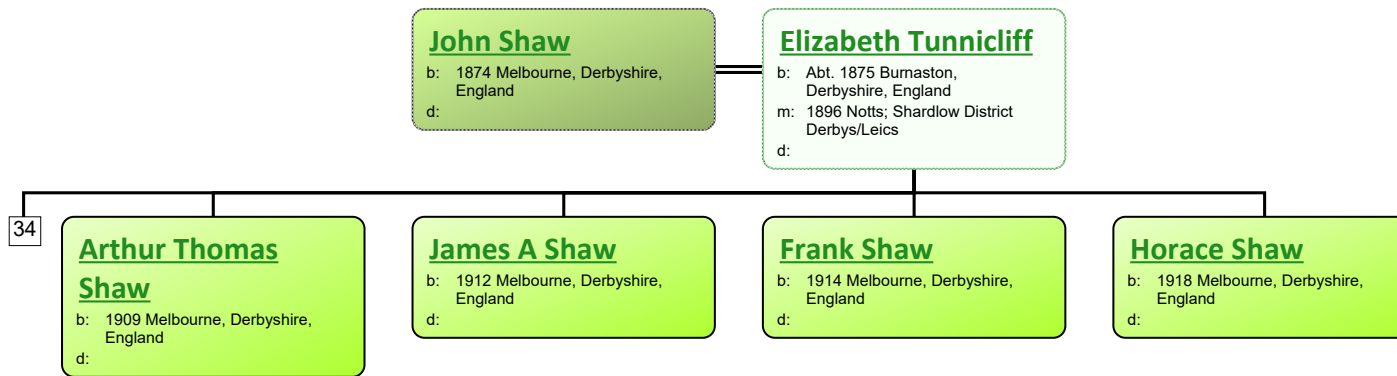 John Shaw
b: 1874 Melbourne, Derbyshire,
England
d:
Elizabeth Tunnicliff
b: Abt. 1875 Burnaston,
Derbyshire, England
m: 1896 Notts; Shardlow District
Derbys/Leics
d:
34
Arthur Thomas
Shaw
b: 1909 Melbourne, Derbyshire,
England
d:
James A Shaw
b: 1912 Melbourne, Derbyshire,
England
d:
Frank Shaw
b: 1914 Melbourne, Derbyshire,
England
d:
Horace Shaw
b: 1918 Melbourne, Derbyshire,
England
d: